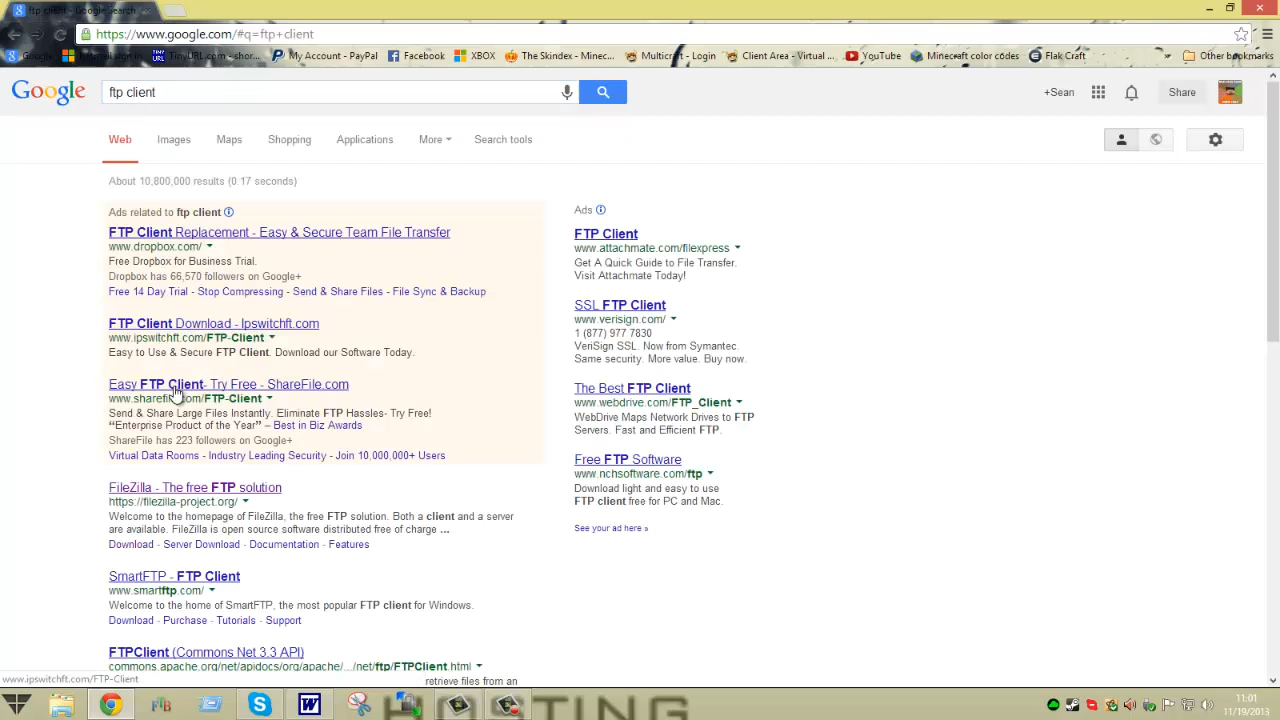 ftp client - Google Search
https://www.google.com/#q=ftp+client
Google
TinyURL.com - shor...
My Account - PayPal
Facebook
XBOX
The Skindex - Minec...
Multicraft - Login
Client Area - Virtual ...
YouTube
Minecraft color codes
Flak Craft
Other bookmarks
Google
ftp client
+Sean
Share
Web
Images
Maps
Shopping
Applications
More
Search tools
About 10,800,000 results (0.17 seconds)
Ads related to ftp client
FTP Client Replacement - Easy & Secure Team File Transfer
www.dropbox.com/
Free Dropbox for Business Trial.
Dropbox has 66,570 followers on Google+
Free 14 Day Trial - Stop Compressing - Send & Share Files - File Sync & Backup
FTP Client Download - Ipswitchft.com
www.ipswitchft.com/FTP-Client
Easy to Use & Secure FTP Client. Download our Software Today.
Easy FTP Client- Try Free - ShareFile.com
www.sharefile.com/FTP-Client
Send & Share Large Files Instantly. Eliminate FTP Hassles- Try Free!
“Enterprise Product of the Year” – Best in Biz Awards
ShareFile has 223 followers on Google+
Virtual Data Rooms - Industry Leading Security - Join 10,000,000+ Users
FileZilla - The free FTP solution
https://filezilla-project.org/
Welcome to the homepage of FileZilla, the free FTP solution. Both a client and a server
are available. FileZilla is open source software distributed free of charge ...
Download - Server Download - Documentation - Features
SmartFTP - FTP Client
www.smartftp.com/
Welcome to the home of SmartFTP, the most popular FTP client for Windows.
Download - Purchase - Tutorials - Support
FTPClient (Commons Net 3.3 API)
commons.apache.org/net/apidocs/org/apache/.../net/ftp/FTPClient.html
retrieve files from an
Ads
FTP Client
www.attachmate.com/filexpress
Get A Quick Guide to File Transfer.
Visit Attachmate Today!
SSL FTP Client
www.verisign.com/
1 (877) 977 7830
VeriSign SSL. Now from Symantec.
Same security. More value. Buy now.
The Best FTP Client
www.webdrive.com/FTP_Client
WebDrive Maps Network Drives to FTP
Servers. Fast and Efficient FTP.
Free FTP Software
www.nchsoftware.com/ftp
Download light and easy to use
FTP client free for PC and Mac.
See your ad here »
www.ipswitchft.com/FTP-Client
11:01
11/19/2013